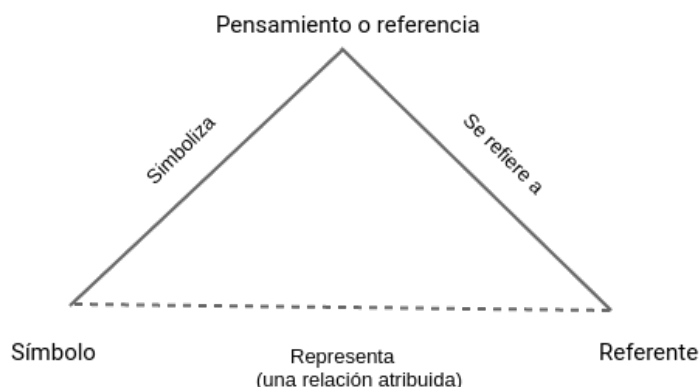 Pensamiento o referencia
Simboliza
Se refiere a
Símbolo
Representa
(una relación atribuida)
Referente